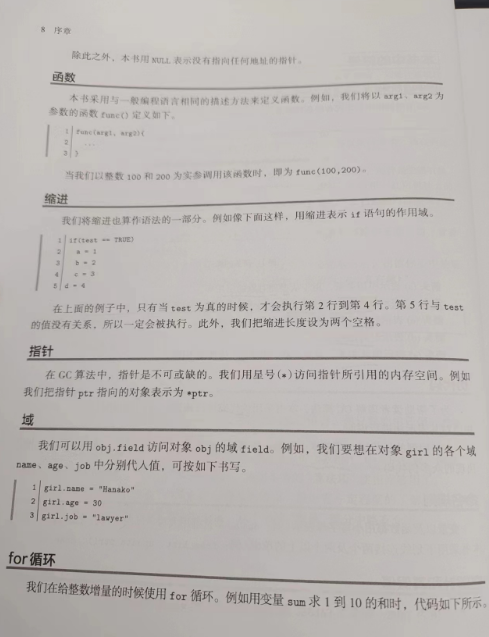 8 序章
除此之外，本书用 NULL 表示没有指向任何地址的指针。
函数
本书采用与一般编程语言相同的描述方法来定义函数。例如，我们将以 arg1、arg2 为
参数的函数 func() 定义如下。
1 func(arg1, arg2){
2 ...
3 }
当我们以整数 100 和 200 为实参调用该函数时，即为 func(100,200)。
缩进
我们将缩进也算作语法的一部分。例如像下面这样，用缩进表示 if 语句的作用域。
1 if(test == TRUE)
2 a = 1
3 b = 2
4 c = 3
5 d = 4
在上面的例子中，只有当 test 为真的时候，才会执行第 2 行到第 4 行。第 5 行与 test
的值没有关系，所以一定会被执行。此外，我们把缩进长度设为两个空格。
指针
在 GC 算法中，指针是不可或缺的。我们用星号(*)访问指针所引用的内存空间。例如
我们把指针 ptr 指向的对象表示为 *ptr。
域
我们可以用 obj.field 访问对象 obj 的域 field。例如，我们要想在对象 girl 的各个域
name、age、job 中分别代入值，可按如下书写。
1 girl.name = "Hanako"
2 girl.age = 30
3 girl.job = "lawyer"
for 循环
我们在给整数增量的时候使用 for 循环。例如用变量 sum 求 1 到 10 的和时，代码如下所示。